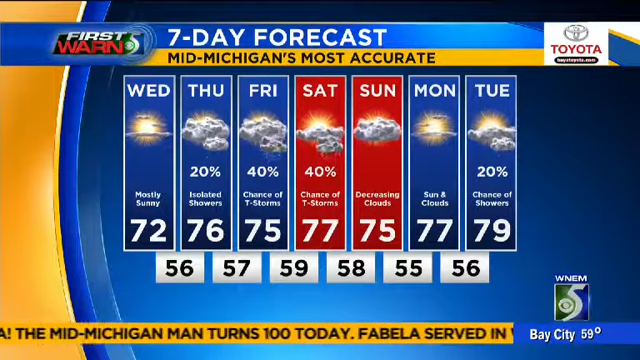 FIRST
WARN 5
7-DAY FORECAST
MID-MICHIGAN'S MOST ACCURATE
TOYOTA
buyatoyota.com
WED THU FRI SAT SUN MON TUE
20% 40% 40% 20%
Mostly Sunny
Isolated Showers
Chance of T-Storms
Chance of T-Storms
Decreasing Clouds
Sun & Clouds
Chance of Showers
72 76 75 77 75 77 79
56 57 59 58 55 56
WNEM
5
A! THE MID-MICHIGAN MAN TURNS 100 TODAY. FABELA SERVED IN
Bay City 59°